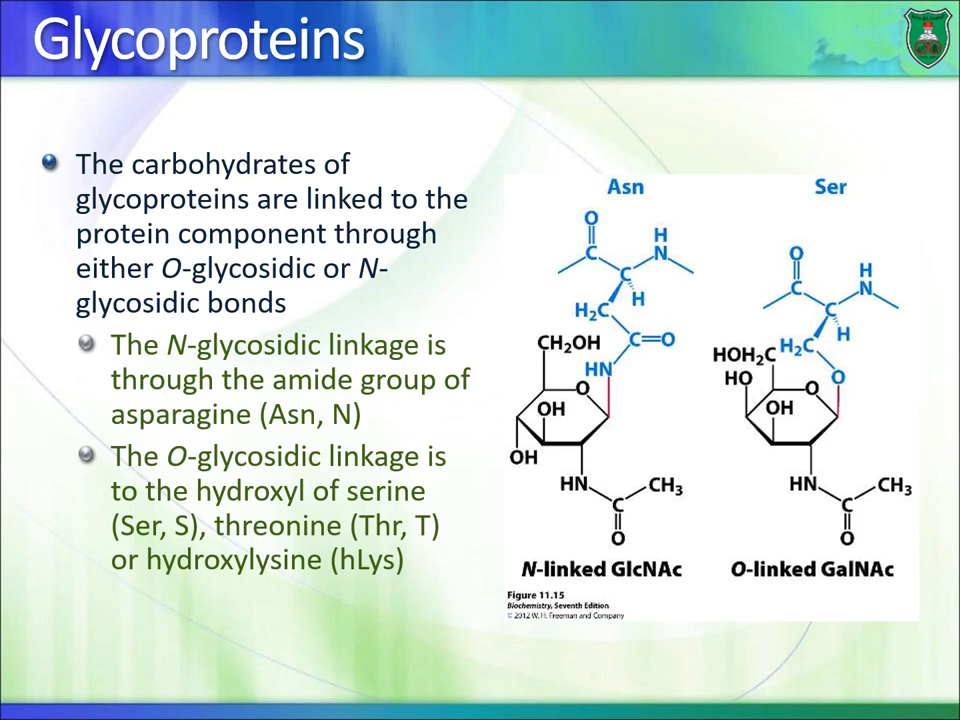 Glycoproteins
The carbohydrates of
glycoproteins are linked to the
protein component through
either O-glycosidic or N-
glycosidic bonds
The N-glycosidic linkage is
through the amide group of
asparagine (Asn, N)
The O-glycosidic linkage is
to the hydroxyl of serine
(Ser, S), threonine (Thr, T)
or hydroxylysine (hLys)
Asn
O
H
C
N
C
H
H₂C
C=O
CH₂OH
HN
O
OH
OH
HN
CH₃
C
O
N-linked GlcNAc
Ser
O
H
C
N
C
H
H₂C
HOH₂C
O
HO
O
OH
HN
CH₃
C
O
O-linked GalNAc
Figure 11.15
Biochemistry, Seventh Edition
© 2012 W. H. Freeman and Company